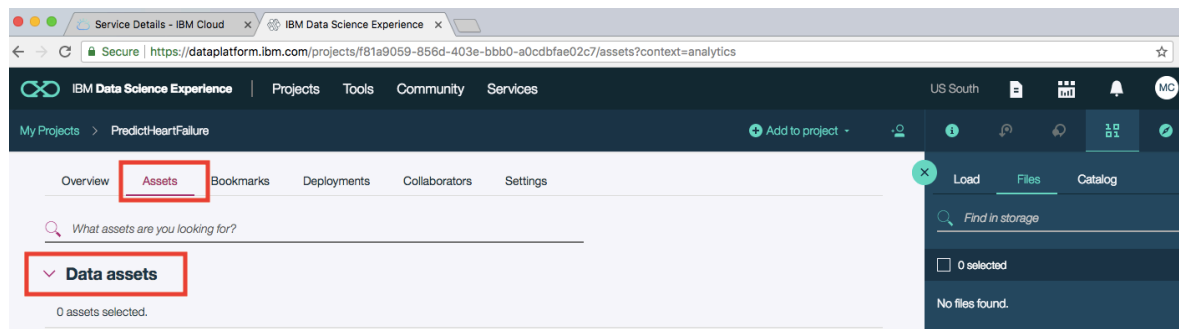 Service Details - IBM Cloud
IBM Data Science Experience
Secure | https://dataplatform.ibm.com/projects/f81a9059-856d-403e-bbb0-a0cdbfae02c7/assets?context=analytics
IBM Data Science Experience | Projects Tools Community Services US South MC
My Projects > PredictHeartFailure Add to project
Overview Assets Bookmarks Deployments Collaborators Settings
Load Files Catalog
What assets are you looking for?
Find in storage
Data assets
0 selected
0 assets selected.
No files found.